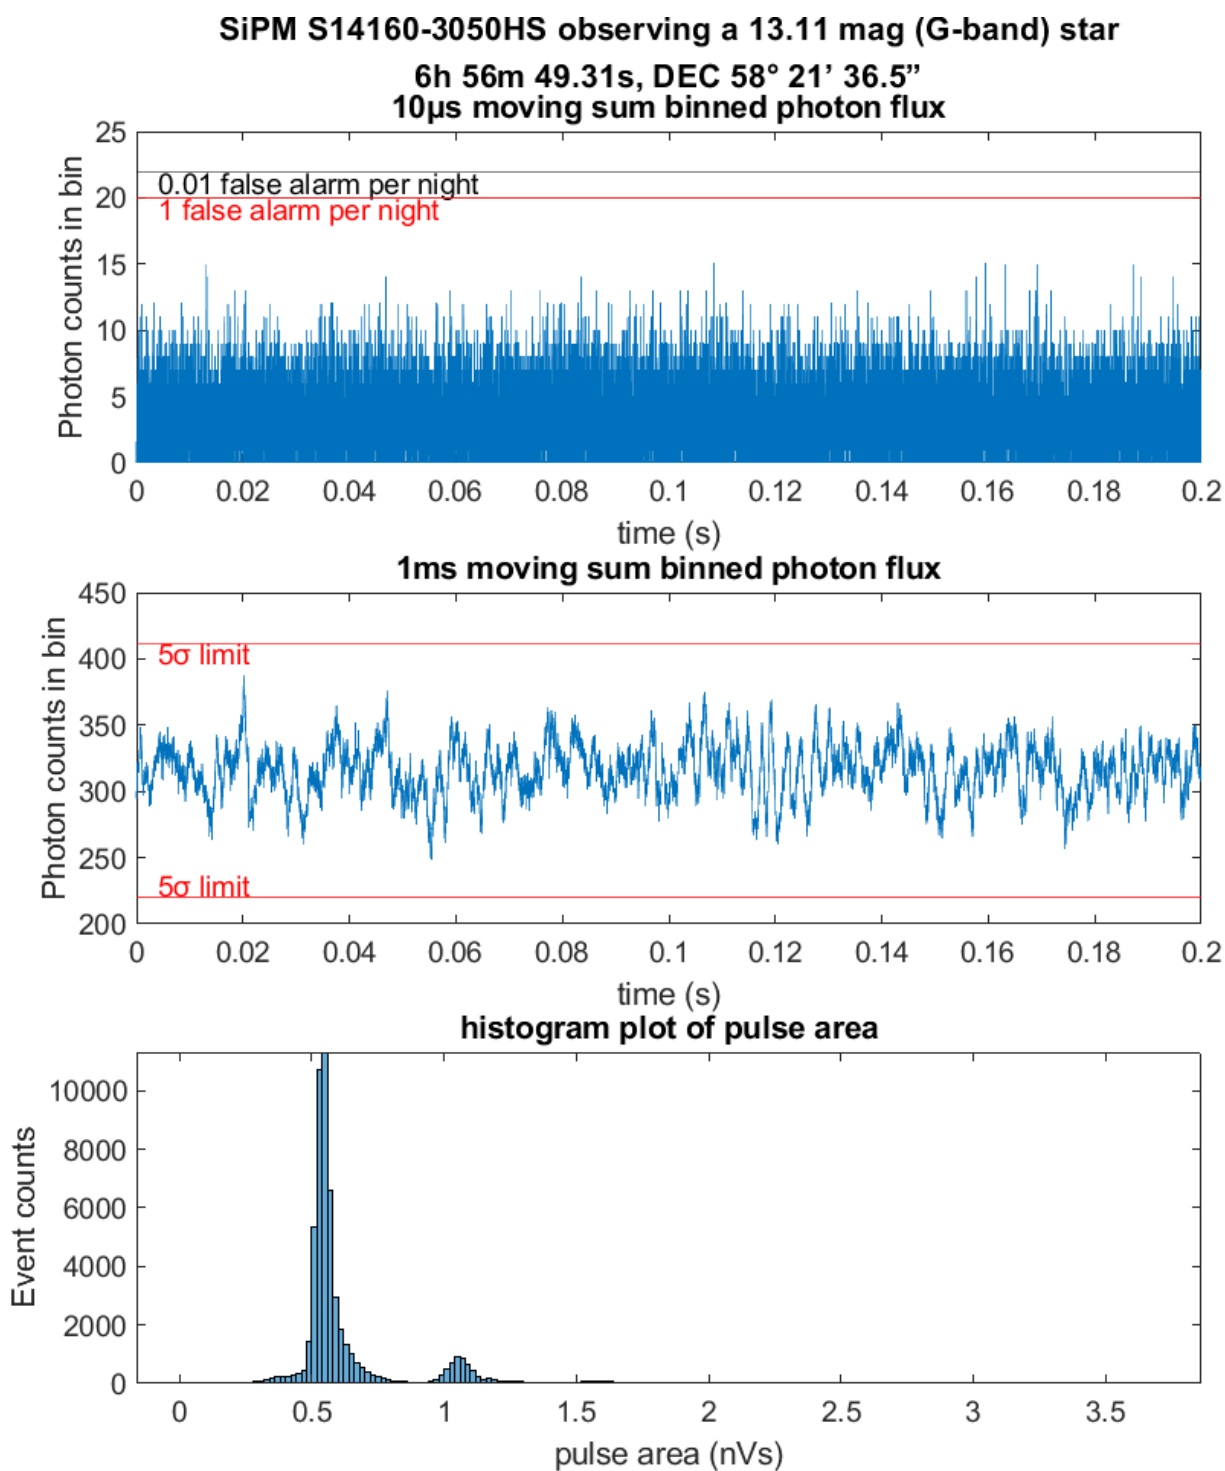 SiPM S14160-3050HS observing a 13.11 mag (G-band) star
6h 56m 49.31s, DEC 58° 21’ 36.5”
10µs moving sum binned photon flux
25
20
15
10
5
0
Photon counts in bin
0.01 false alarm per night
1 false alarm per night
0 0.02 0.04 0.06 0.08 0.1 0.12 0.14 0.16 0.18 0.2
time (s)
1ms moving sum binned photon flux
450
400
350
300
250
200
Photon counts in bin
5σ limit
5σ limit
0 0.02 0.04 0.06 0.08 0.1 0.12 0.14 0.16 0.18 0.2
time (s)
histogram plot of pulse area
10000
8000
6000
4000
2000
0
Event counts
0 0.5 1 1.5 2 2.5 3 3.5
pulse area (nVs)